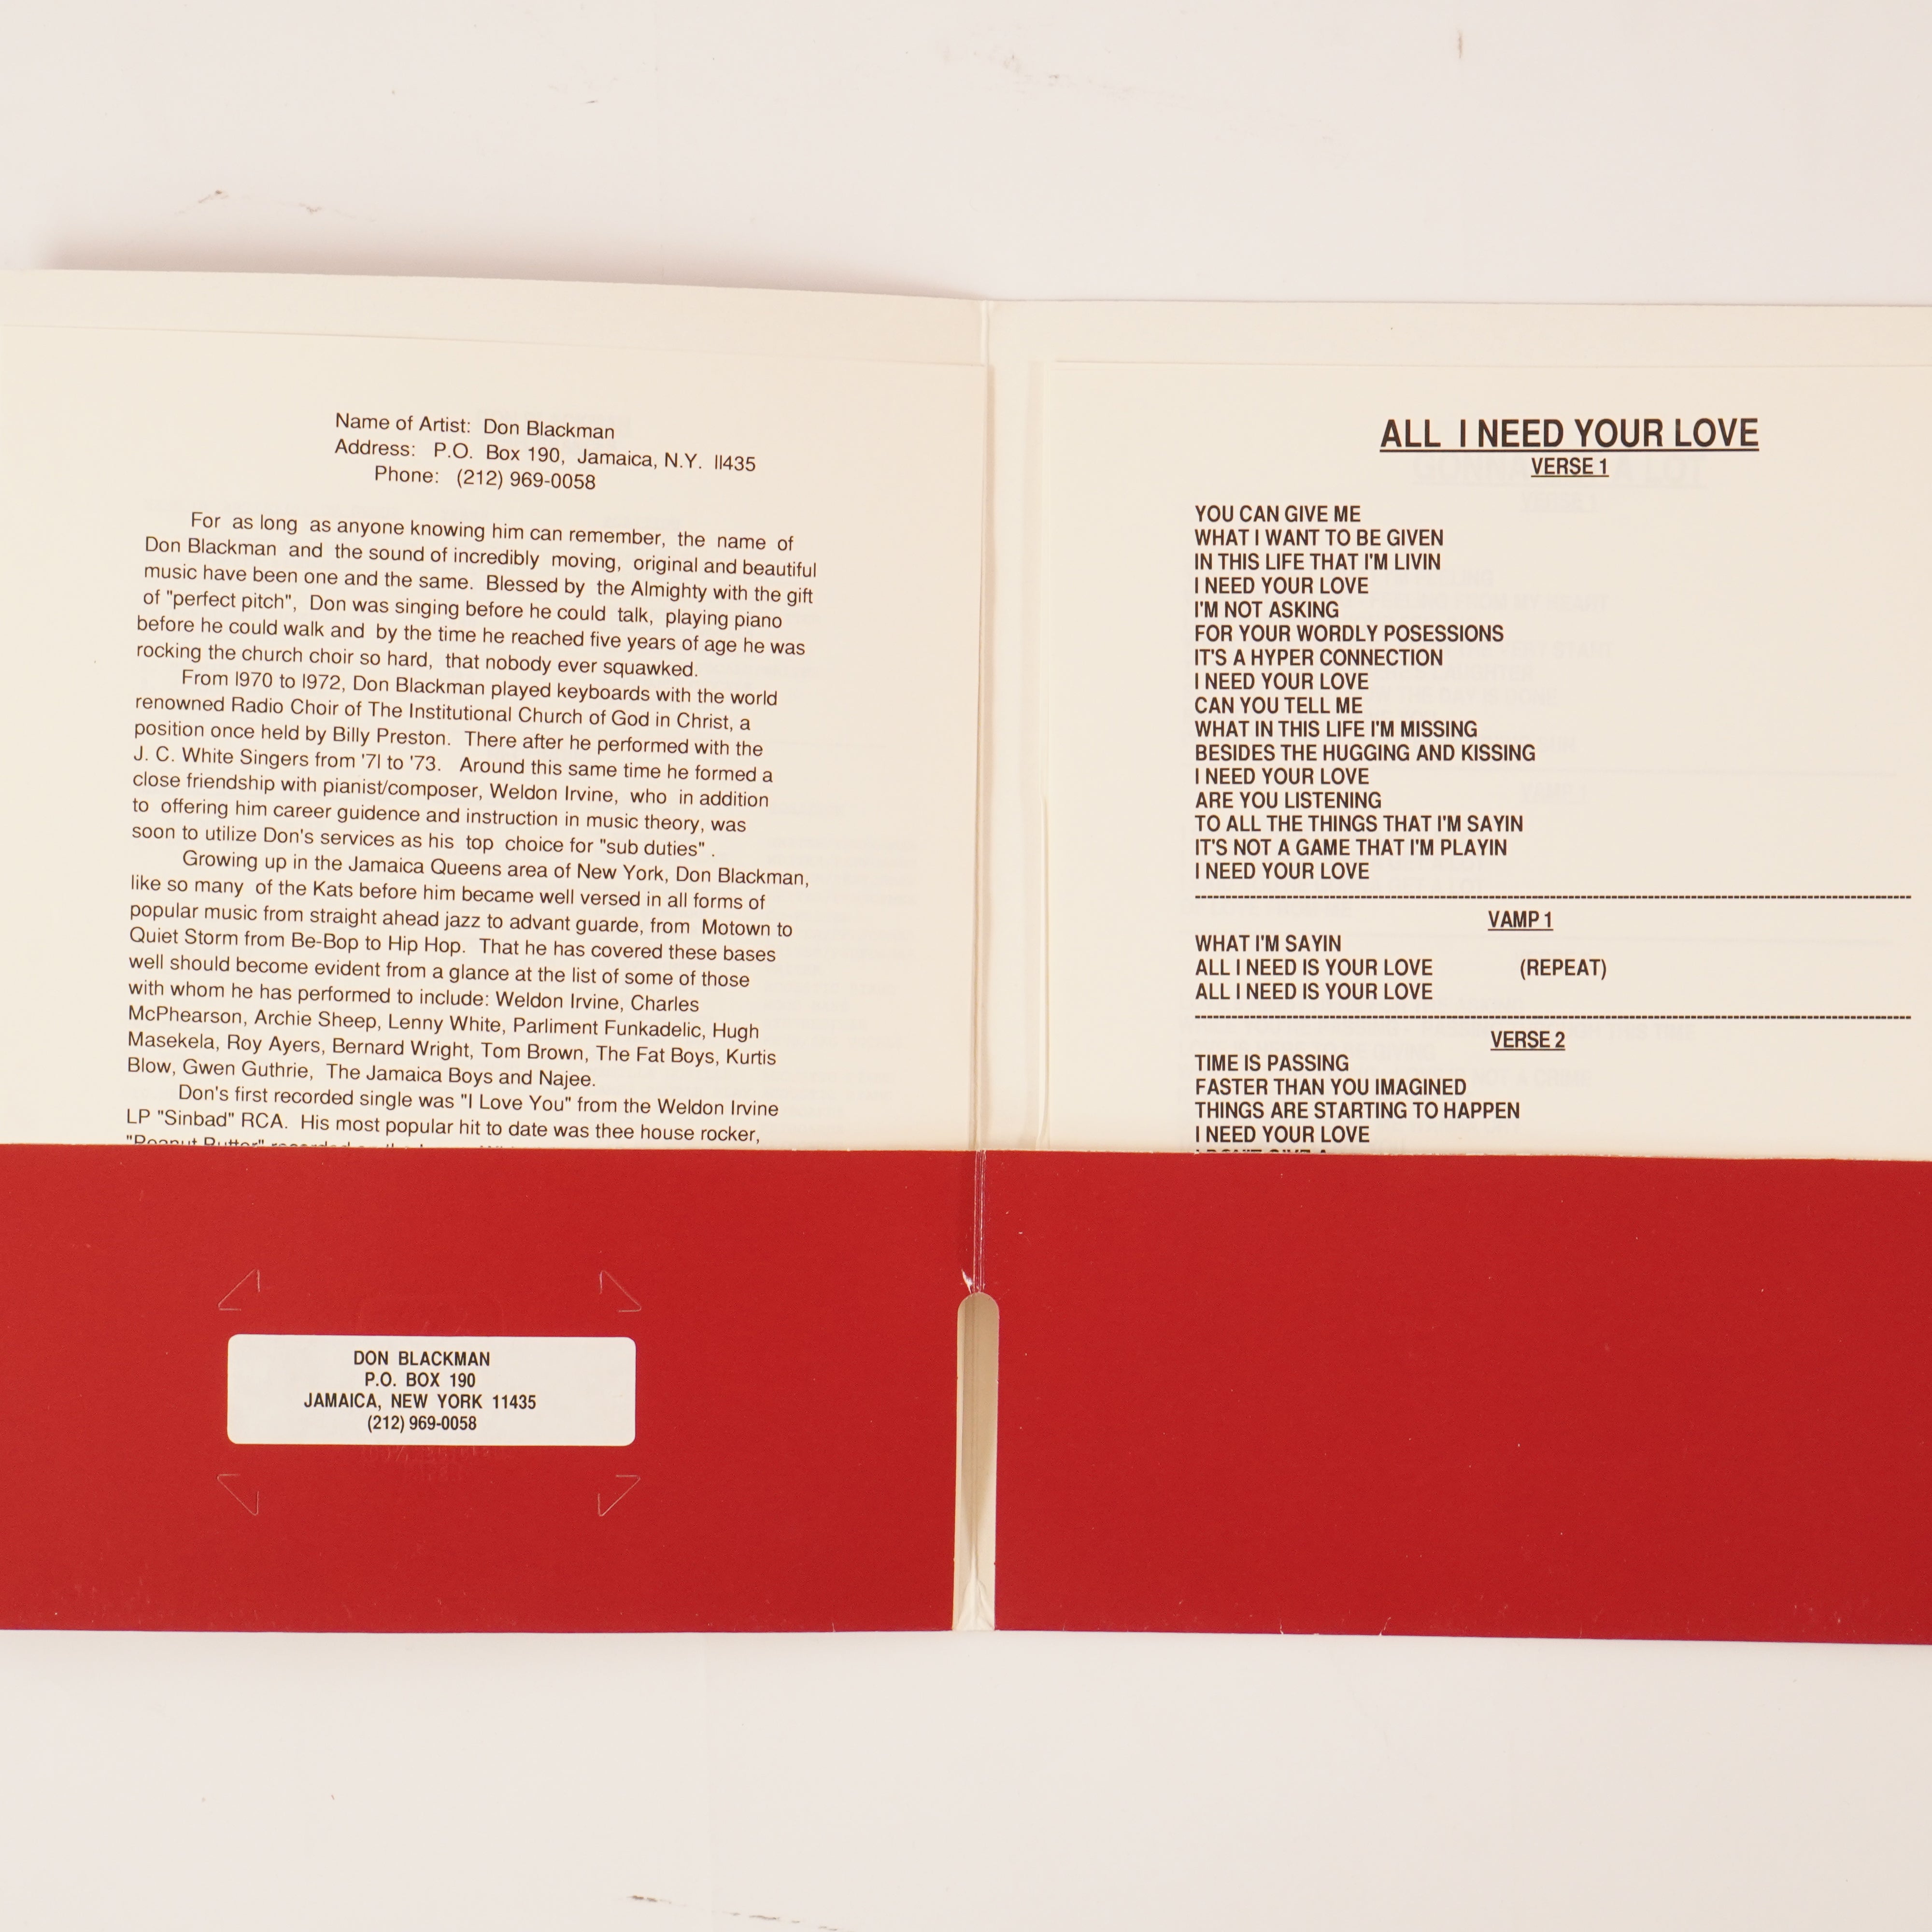 Name of Artist: Don Blackman
Address: P.O. Box 190, Jamaica, N.Y. ll435
Phone: (212) 969-0058
For as long as anyone knowing him can remember, the name of
Don Blackman and the sound of incredibly moving, original and beautiful
music have been one and the same. Blessed by the Almighty with the gift
of "perfect pitch", Don was singing before he could talk, playing piano
before he could walk and by the time he reached five years of age he was
rocking the church choir so hard, that nobody ever squawked.
From l970 to l972, Don Blackman played keyboards with the world
renowned Radio Choir of The Institutional Church of God in Christ, a
position once held by Billy Preston. There after he performed with the
J. C. White Singers from '7l to '73. Around this same time he formed a
close friendship with pianist/composer, Weldon Irvine, who in addition
to offering him career guidance and instruction in music theory, was
soon to utilize Don's services as his top choice for "sub duties" .
Growing up in the Jamaica Queens area of New York, Don Blackman,
like so many of the Kats before him became well versed in all forms of
popular music from straight ahead jazz to advant guarde, from Motown to
Quiet Storm from Be-Bop to Hip Hop. That he has covered these bases
well should become evident from a glance at the list of some of those
with whom he has performed to include: Weldon Irvine, Charles
McPhearson, Archie Sheep, Lenny White, Parliment Funkadelic, Hugh
Masekela, Roy Ayers, Bernard Wright, Tom Brown, The Fat Boys, Kurtis
Blow, Gwen Guthrie, The Jamaica Boys and Najee.
Don's first recorded single was "I Love You" from the Weldon Irvine
LP "Sinbad" RCA. His most popular hit to date was thee house rocker,
"Peanut Butter" recorded on the
DON BLACKMAN
P.O. BOX 190
JAMAICA, NEW YORK 11435
(212) 969-0058
ALL I NEED YOUR LOVE
VERSE 1
YOU CAN GIVE ME
WHAT I WANT TO BE GIVEN
IN THIS LIFE THAT I'M LIVIN
I NEED YOUR LOVE
I'M NOT ASKING
FOR YOUR WORDLY POSESSIONS
IT'S A HYPER CONNECTION
I NEED YOUR LOVE
CAN YOU TELL ME
WHAT IN THIS LIFE I'M MISSING
BESIDES THE HUGGING AND KISSING
I NEED YOUR LOVE
ARE YOU LISTENING
TO ALL THE THINGS THAT I'M SAYIN
IT'S NOT A GAME THAT I'M PLAYIN
I NEED YOUR LOVE
VAMP 1
WHAT I'M SAYIN
ALL I NEED IS YOUR LOVE (REPEAT)
ALL I NEED IS YOUR LOVE
VERSE 2
TIME IS PASSING
FASTER THAN YOU IMAGINED
THINGS ARE STARTING TO HAPPEN
I NEED YOUR LOVE